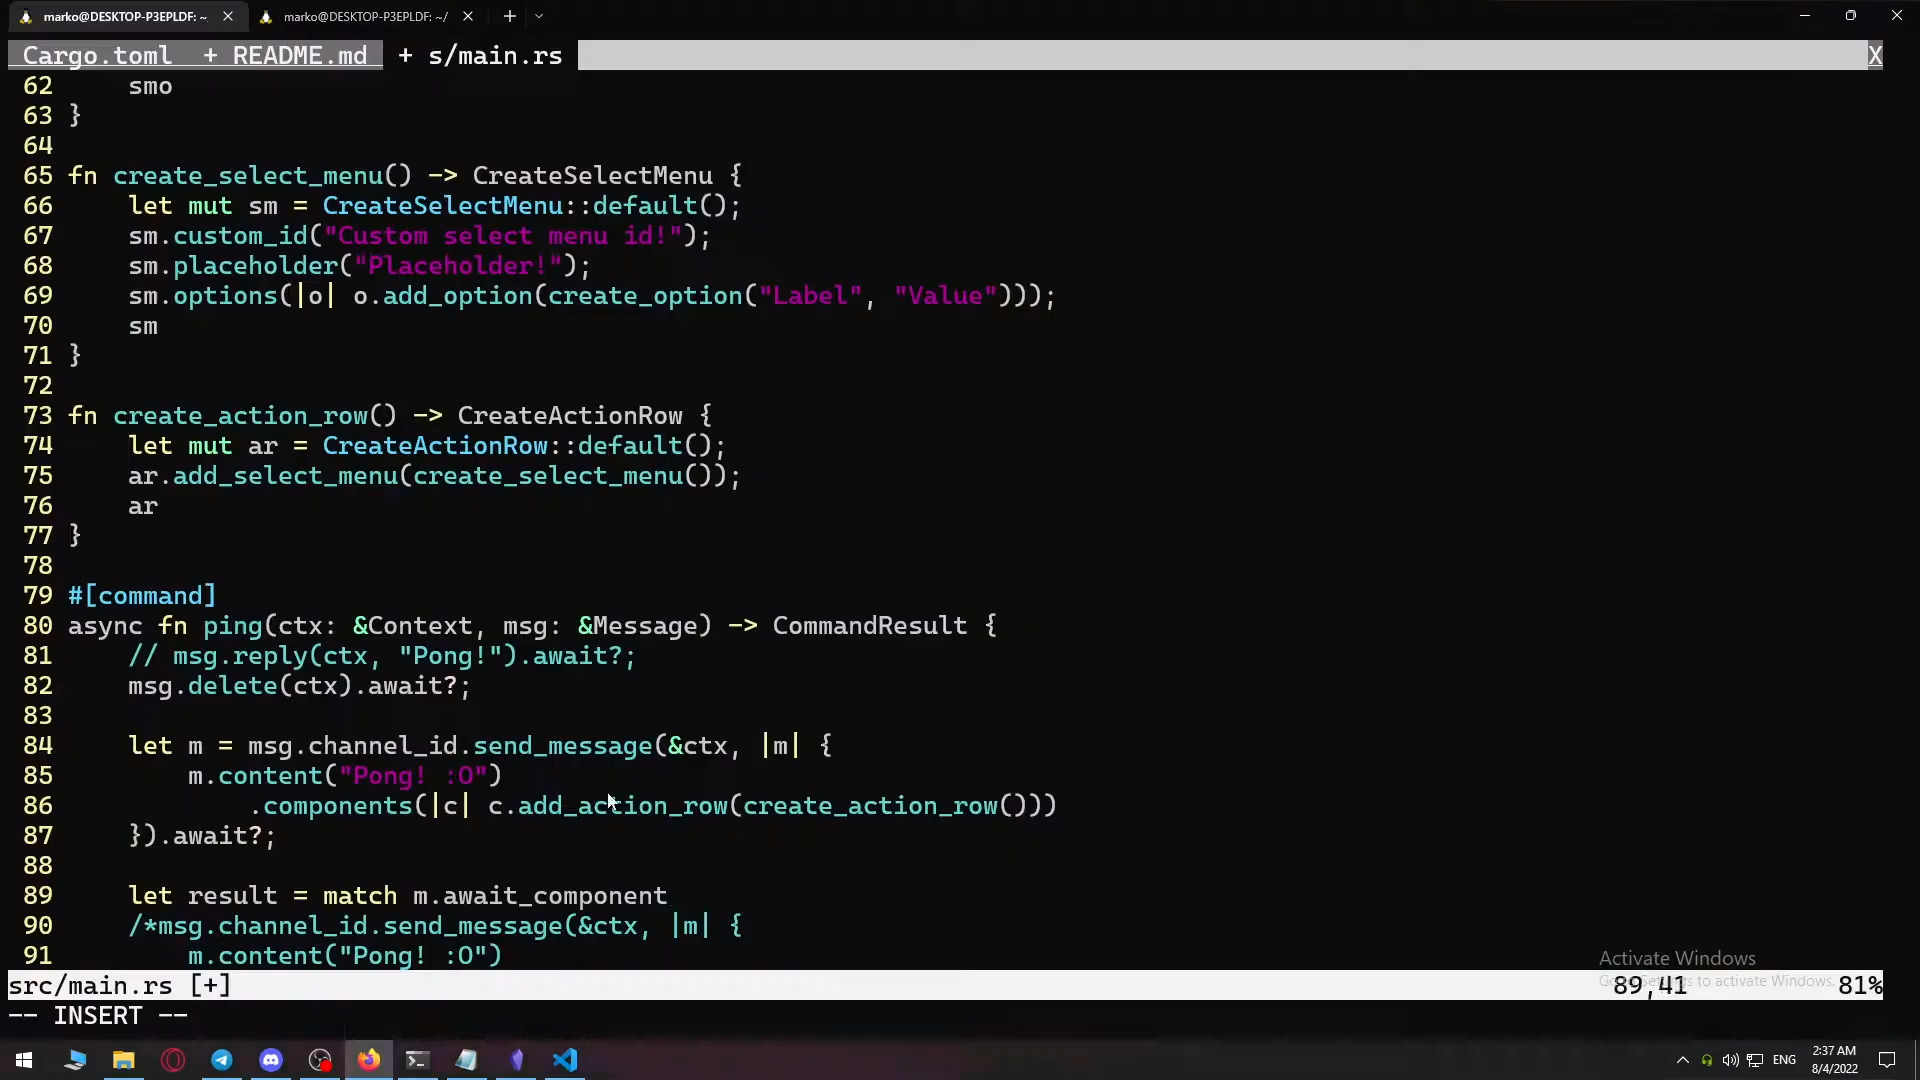 marko@DESKTOP-P3EPLDF: ~ marko@DESKTOP-P3EPLDF: ~/
Cargo.toml + README.md + s/main.rs X
62 smo
63 }
64
65 fn create_select_menu() -> CreateSelectMenu {
66 let mut sm = CreateSelectMenu::default();
67 sm.custom_id("Custom select menu id!");
68 sm.placeholder("Placeholder!");
69 sm.options(|o| o.add_option(create_option("Label", "Value")));
70 sm
71 }
72
73 fn create_action_row() -> CreateActionRow {
74 let mut ar = CreateActionRow::default();
75 ar.add_select_menu(create_select_menu());
76 ar
77 }
78
79 #[command]
80 async fn ping(ctx: &Context, msg: &Message) -> CommandResult {
81 // msg.reply(ctx, "Pong!").await?;
82 msg.delete(ctx).await?;
83
84 let m = msg.channel_id.send_message(&ctx, |m| {
85 m.content("Pong! :O")
86 .components(|c| c.add_action_row(create_action_row()))
87 }).await?;
88
89 let result = match m.await_component
90 /*msg.channel_id.send_message(&ctx, |m| {
91 m.content("Pong! :O")
Activate Windows
Go to Settings to activate Windows.
src/main.rs [+] 89,41 81%
-- INSERT --
ENG 2:37 AM
8/4/2022